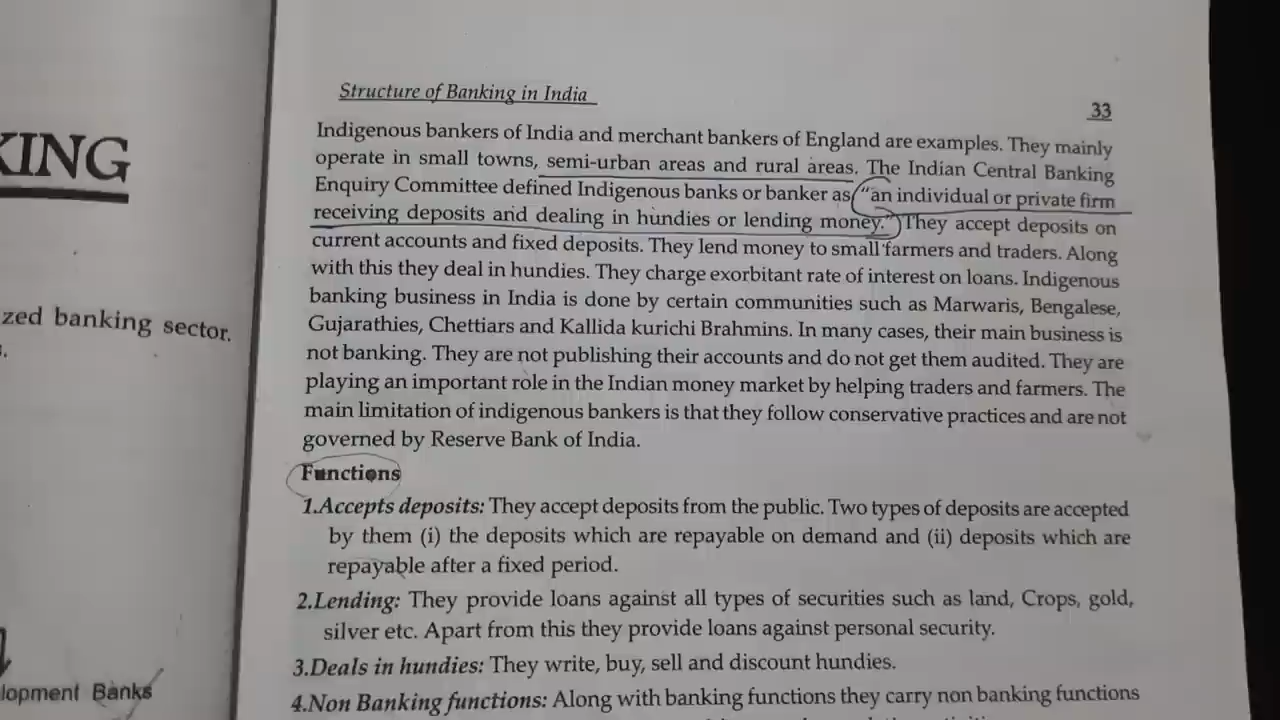 KING
zed banking sector.
s.
lopment Banks
Structure of Banking in India
33
Indigenous bankers of India and merchant bankers of England are examples. They mainly
operate in small towns, semi-urban areas and rural areas. The Indian Central Banking
Enquiry Committee defined Indigenous banks or banker as "an individual or private firm
receiving deposits and dealing in hundies or lending money." They accept deposits on
current accounts and fixed deposits. They lend money to small farmers and traders. Along
with this they deal in hundies. They charge exorbitant rate of interest on loans. Indigenous
banking business in India is done by certain communities such as Marwaris, Bengalese,
Gujarathies, Chettiars and Kallida kurichi Brahmins. In many cases, their main business is
not banking. They are not publishing their accounts and do not get them audited. They are
playing an important role in the Indian money market by helping traders and farmers. The
main limitation of indigenous bankers is that they follow conservative practices and are not
governed by Reserve Bank of India.
Functions
1.Accepts deposits: They accept deposits from the public. Two types of deposits are accepted
by them (i) the deposits which are repayable on demand and (ii) deposits which are
repayable after a fixed period.
2.Lending: They provide loans against all types of securities such as land, Crops, gold,
silver etc. Apart from this they provide loans against personal security.
3.Deals in hundies: They write, buy, sell and discount hundies.
4.Non Banking functions: Along with banking functions they carry non banking functions